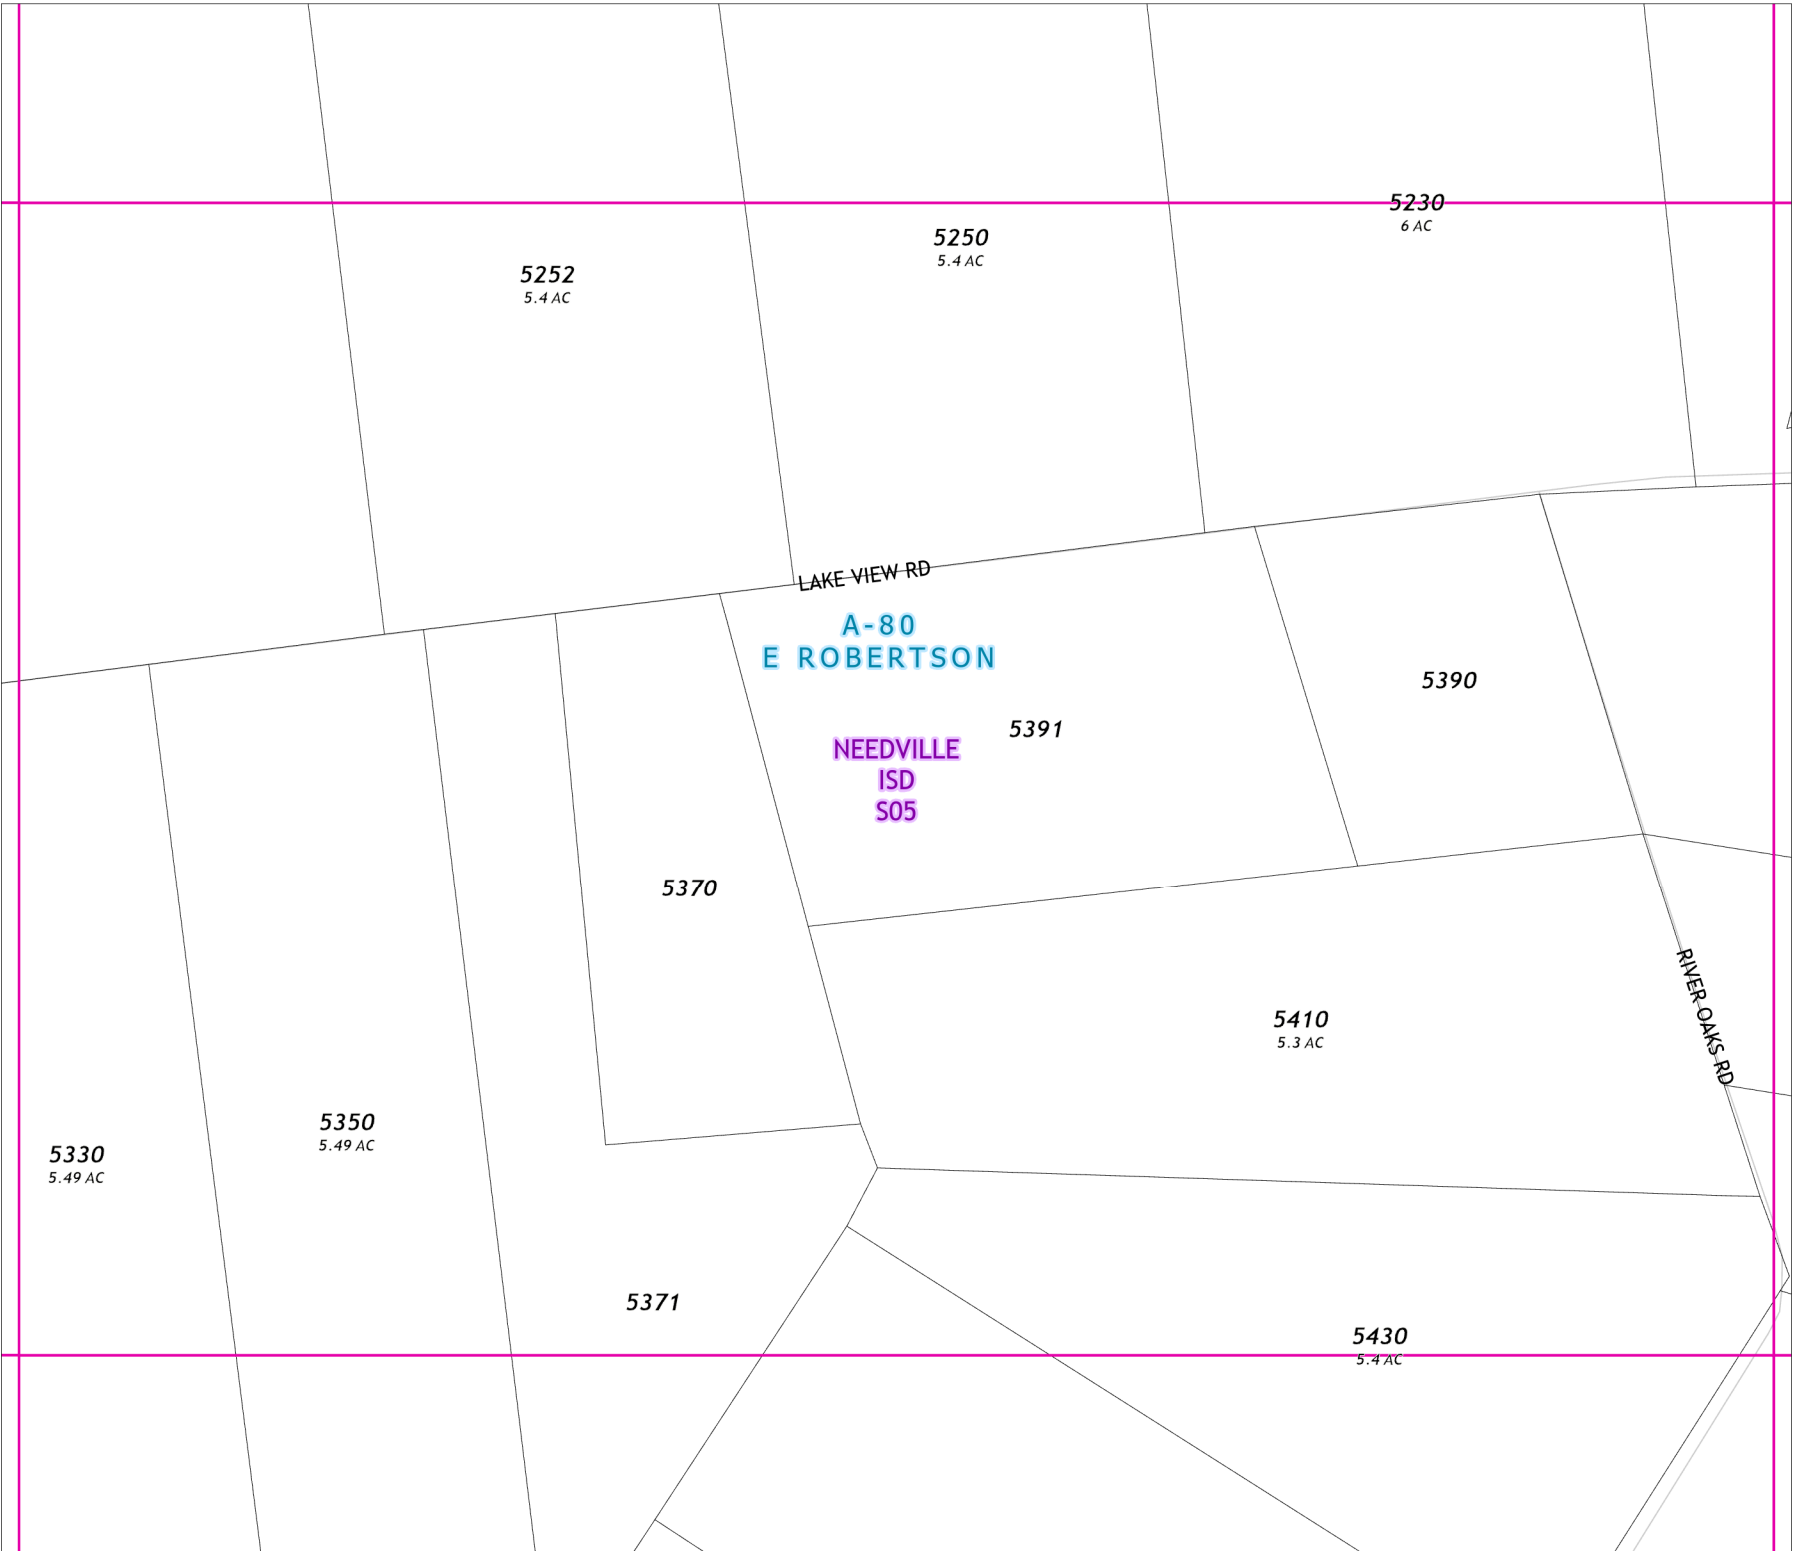 5230
6 AC
5250
5.4 AC
5252
5.4 AC
LAKE VIEW RD
A-80
E ROBERTSON
5390
5391
NEEDVILLE
ISD
S05
5370
RIVER OAKS RD
5410
5.3 AC
5350
5.49 AC
5330
5.49 AC
5371
5430
5.4 AC